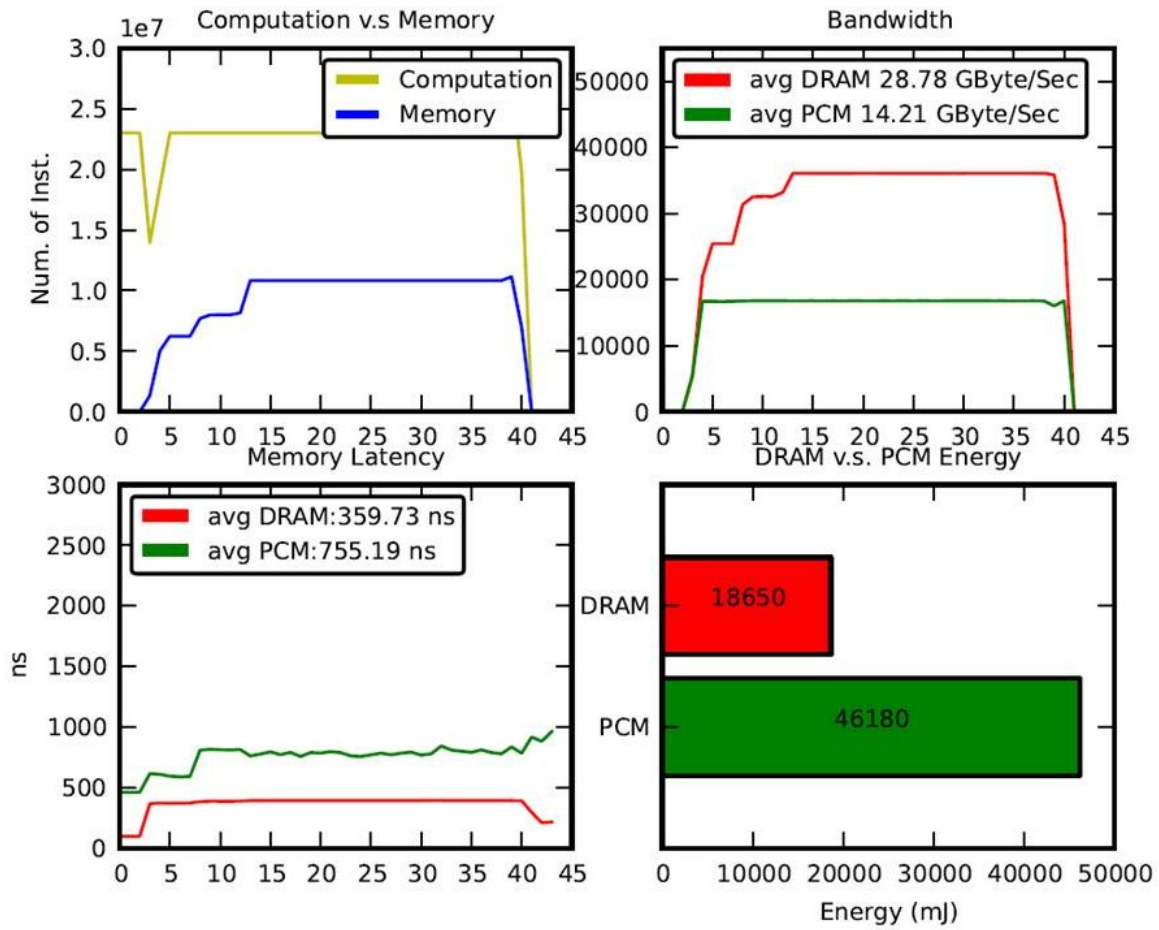 Computation v.s Memory
1e7
3.0
2.5
2.0
1.5
1.0
0.5
0.0
Num. of Inst.
Computation
Memory
0 5 10 15 20 25 30 35 40 45
Bandwidth
50000
40000
30000
20000
10000
0
avg DRAM 28.78 GByte/Sec
avg PCM 14.21 GByte/Sec
5 10 15 20 25 30 35 40 45
Memory Latency
3000
2500
2000
1500
1000
500
0
ns
avg DRAM:359.73 ns
avg PCM:755.19 ns
0 5 10 15 20 25 30 35 40 45
DRAM v.s. PCM Energy
DRAM
18650
PCM
46180
10000 20000 30000 40000 50000
Energy (mJ)